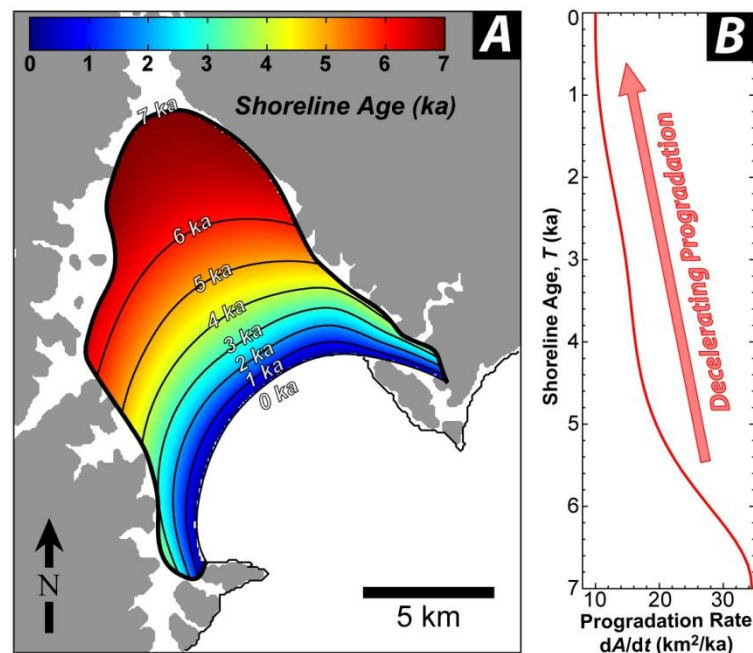 A
0 1 2 3 4 5 6 7
Shoreline Age (ka)
7 ka
6 ka
5 ka
4 ka
3 ka
2 ka
1 ka
0 ka
N
5 km
B
0
1
2
3
4
5
6
7
Shoreline Age, T (ka)
Decelerating Progradation
10 20 30
Progradation Rate
dA/dt (km²/ka)